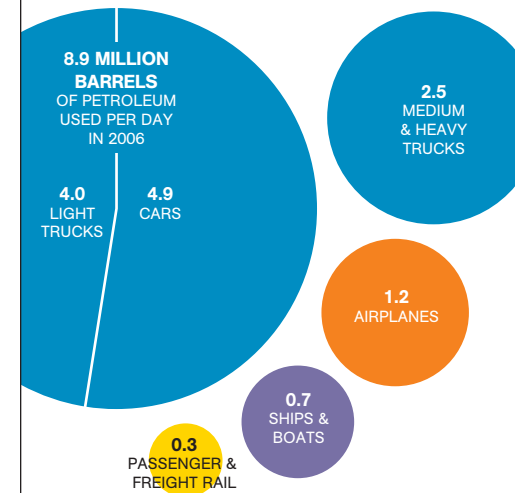 8.9 MILLION
BARRELS
OF PETROLEUM
USED PER DAY
IN 2006
4.0
LIGHT
TRUCKS
4.9
CARS
2.5
MEDIUM
& HEAVY
TRUCKS
1.2
AIRPLANES
0.7
SHIPS &
BOATS
0.3
PASSENGER &
FREIGHT RAIL